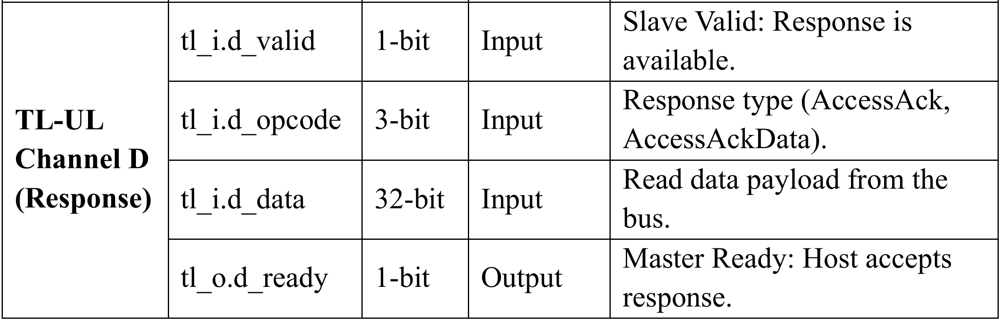 TL-UL
Channel D
(Response)
tl_i.d_valid
1-bit
Input
Slave Valid: Response is
available.
tl_i.d_opcode
3-bit
Input
Response type (AccessAck,
AccessAckData).
tl_i.d_data
32-bit
Input
Read data payload from the
bus.
tl_o.d_ready
1-bit
Output
Master Ready: Host accepts
response.